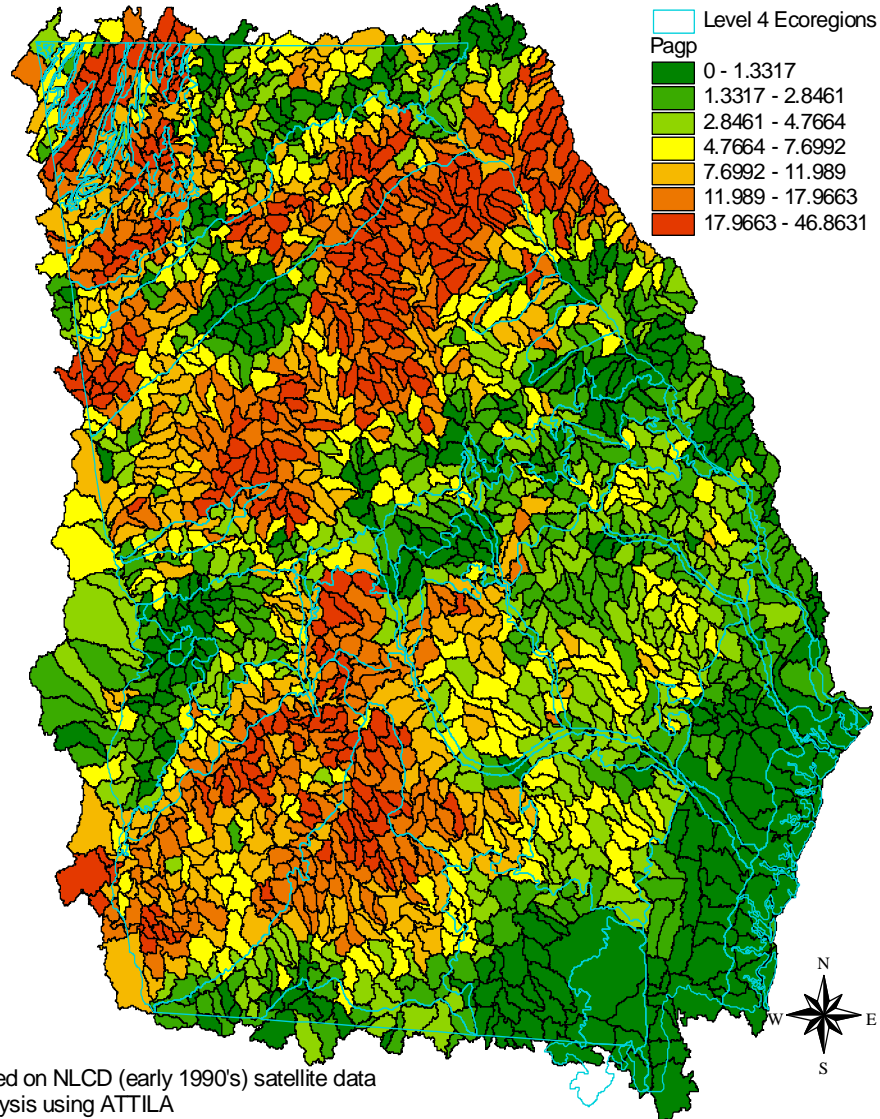 Level 4 Ecoregions
Pagp
0 - 1.3317
1.3317 - 2.8461
2.8461 - 4.7664
4.7664 - 7.6992
7.6992 - 11.989
11.989 - 17.9663
17.9663 - 46.8631
N
W E
S
ed on NLCD (early 1990's) satellite data
ysis using ATTILA